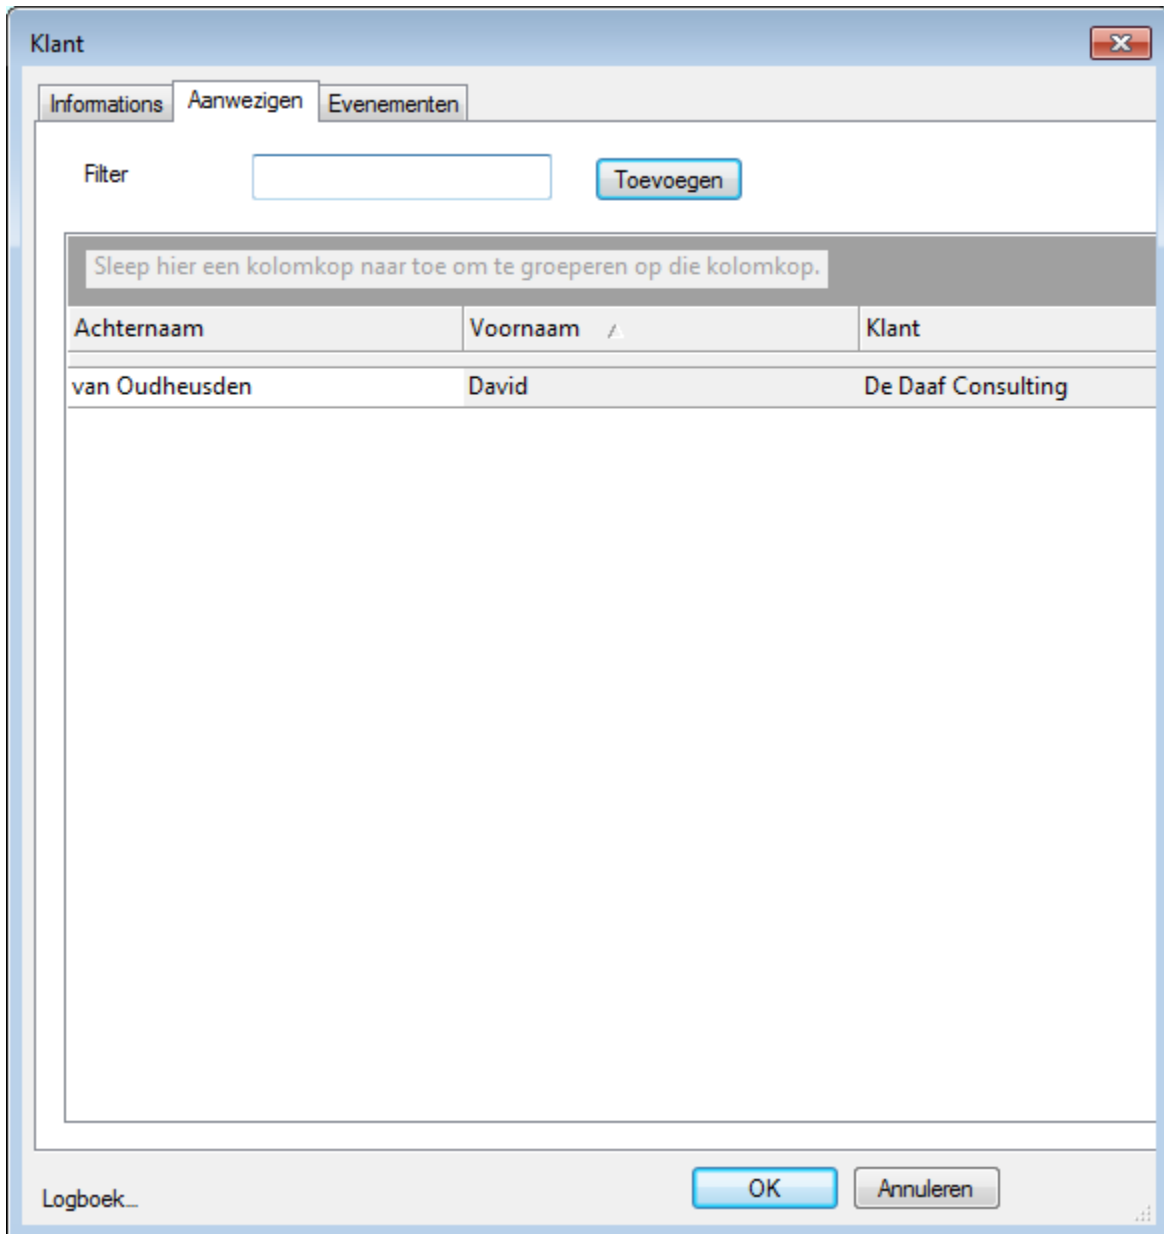 Klant
Informations Aanwezigen Evenementen
Filter Toevoegen
Sleep hier een kolomkop naar toe om te groeperen op die kolomkop.
Achternaam Voornaam Klant
van Oudheusden David De Daaf Consulting
Logboek... OK Annuleren